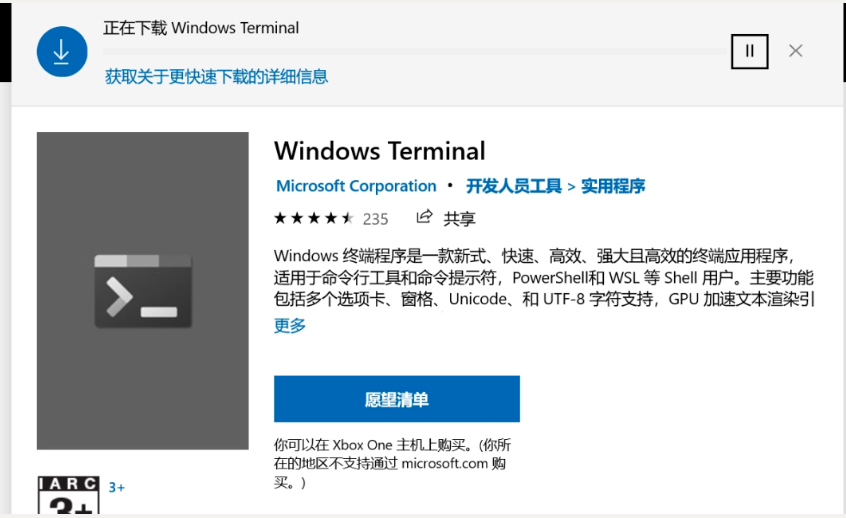 正在下载 Windows Terminal
获取关于更快速下载的详细信息
Windows Terminal
Microsoft Corporation • 开发人员工具 > 实用程序
235 共享
Windows 终端程序是一款新式、快速、高效、强大且高效的终端应用程序，
适用于命令行工具和命令提示符，PowerShell和 WSL 等 Shell 用户。主要功能
包括多个选项卡、窗格、Unicode、和 UTF-8 字符支持，GPU 加速文本渲染引
更多
愿望清单
你可以在 Xbox One 主机上购买。(你所
在的地区不支持通过 microsoft.com 购
买。)
IARC
3+
3+